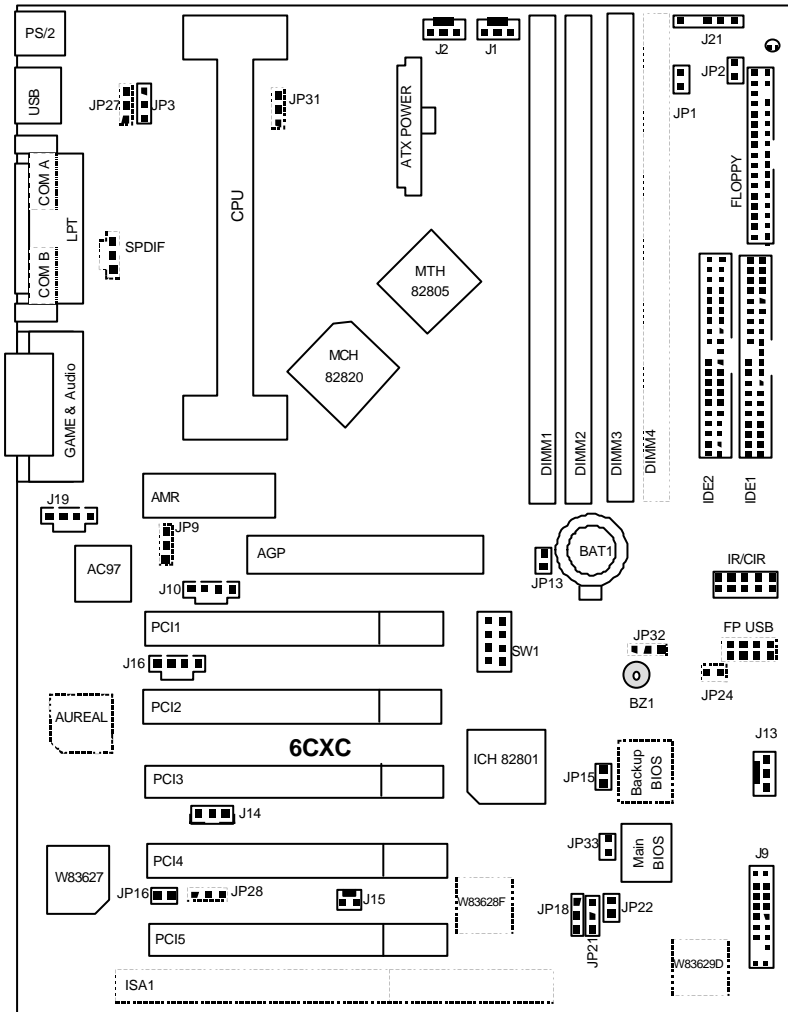 PS/2
J2
J1
J21
JP2
USB
JP27
JP3
JP31
JP1
ATX POWER
COM A
LPT
CPU
FLOPPY
SPDIF
COM B
MTH
82805
MCH
82820
GAME & Audio
DIMM1
DIMM2
DIMM3
DIMM4
IDE2
IDE1
AMR
J19
JP9
AGP
BAT1
AC97
JP13
IR/CIR
J10
PCI1
SW1
JP32
FP USB
J16
BZ1
JP24
PCI2
AUREAL
6CXC
ICH 82801
J13
PCI3
JP15
Backup
BIOS
J14
JP33
Main
BIOS
PCI4
J9
W83627
JP16
JP28
J15
W83628F
JP18
JP21
JP22
PCI5
W83629D
ISA1